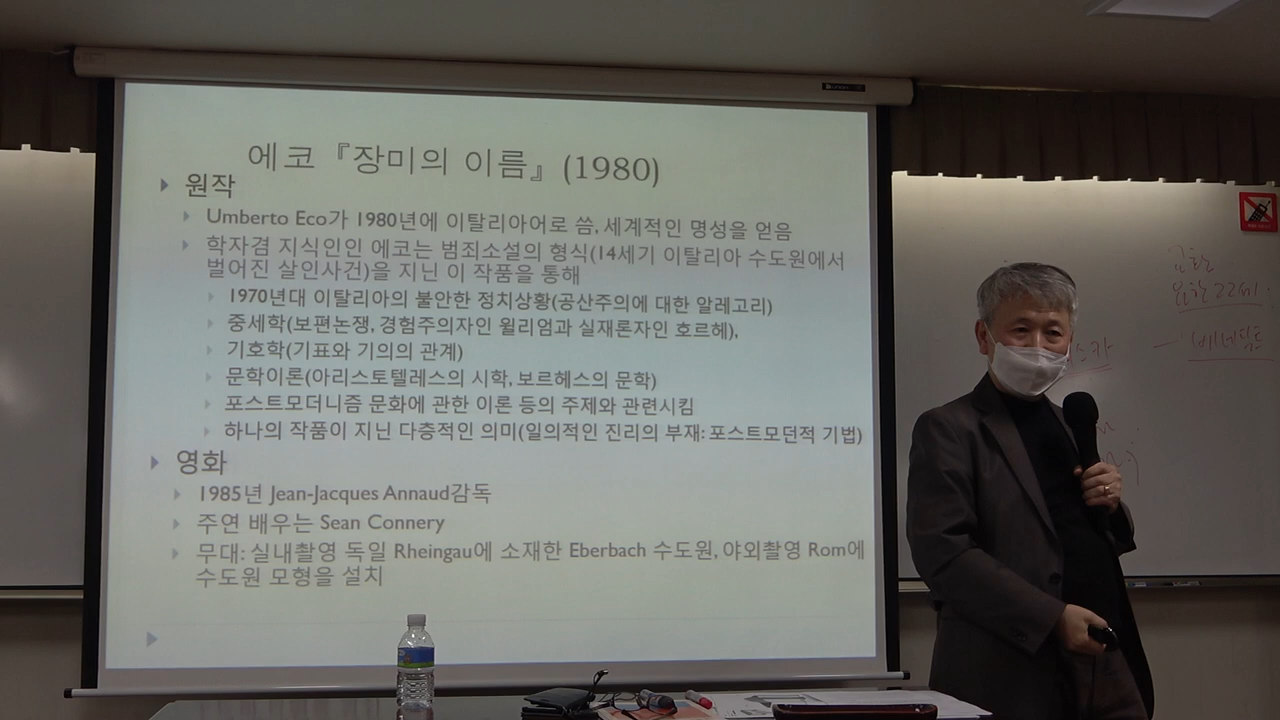 에코『장미의 이름』(1980)
원작
Umberto Eco가 1980년에 이탈리아어로 씀, 세계적인 명성을 얻음
학자겸 지식인인 에코는 범죄소설의 형식(14세기 이탈리아 수도원에서
벌어진 살인사건)을 지닌 이 작품을 통해
1970년대 이탈리아의 불안한 정치상황(공산주의에 대한 알레고리)
중세학(보편논쟁, 경험주의자인 윌리엄과 실재론자인 호르헤),
기호학(기표와 기의의 관계)
문학이론(아리스토텔레스의 시학, 보르헤스의 문학)
포스트모더니즘 문화에 관한 이론 등의 주제와 관련시킴
하나의 작품이 지닌 다층적인 의미(일의적인 진리의 부재: 포스트모던적 기법)
영화
1985년 Jean-Jacques Annaud감독
주연 배우는 Sean Connery
무대: 실내촬영 독일 Rheingau에 소재한 Eberbach 수도원, 야외촬영 Rom에
수도원 모형을 설치
요한 22세
스카 — 베네딕토